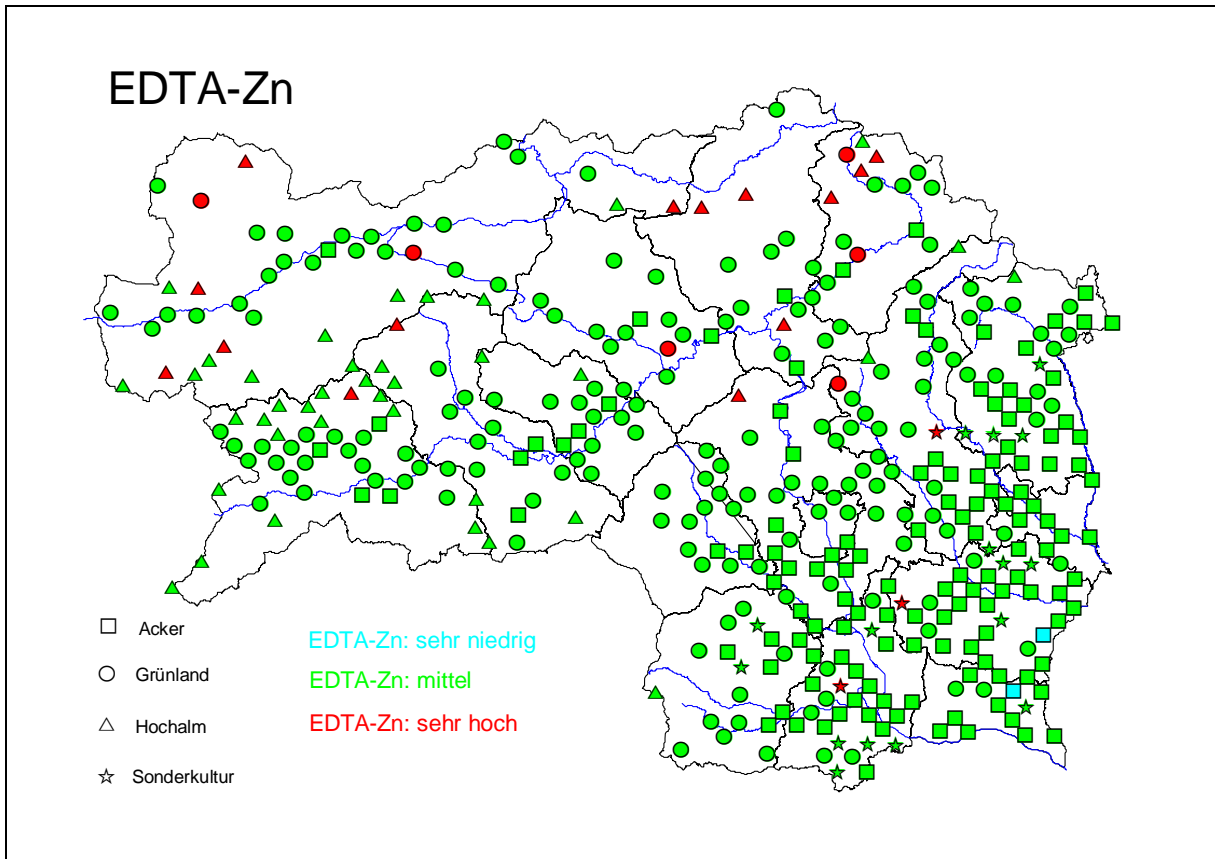 EDTA-Zn
Acker
Grünland
Hochalm
Sonderkultur
EDTA-Zn: sehr niedrig
EDTA-Zn: mittel
EDTA-Zn: sehr hoch